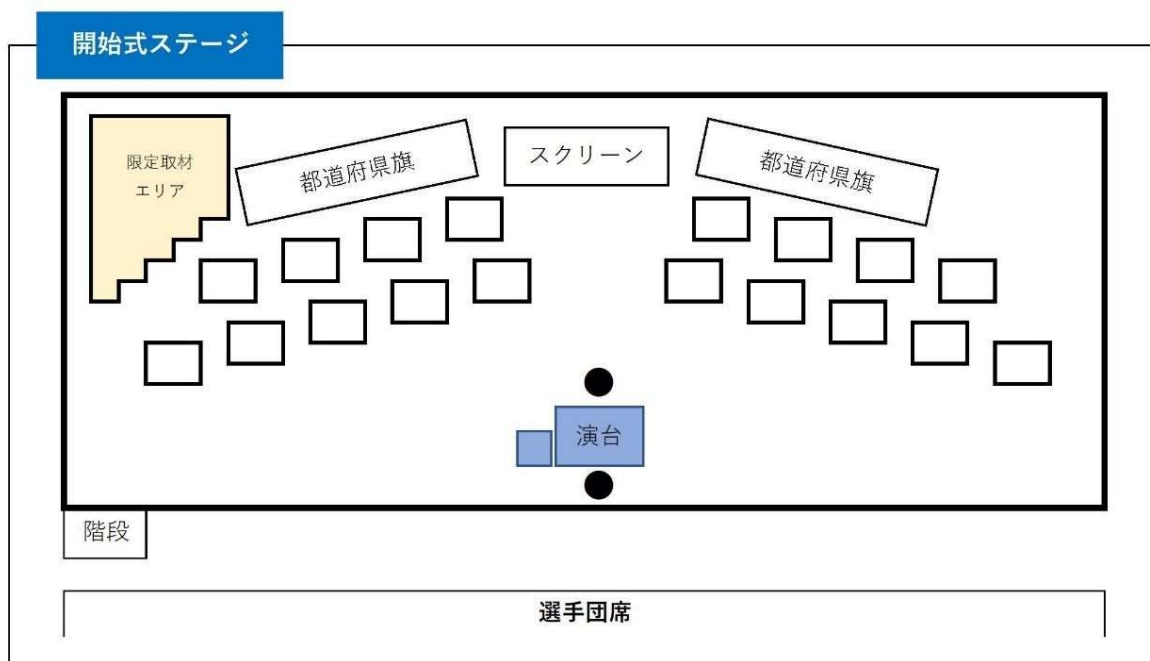 開始式ステージ
限定取材
エリア
都道府県旗
スクリーン
都道府県旗
演台
階段
選手団席